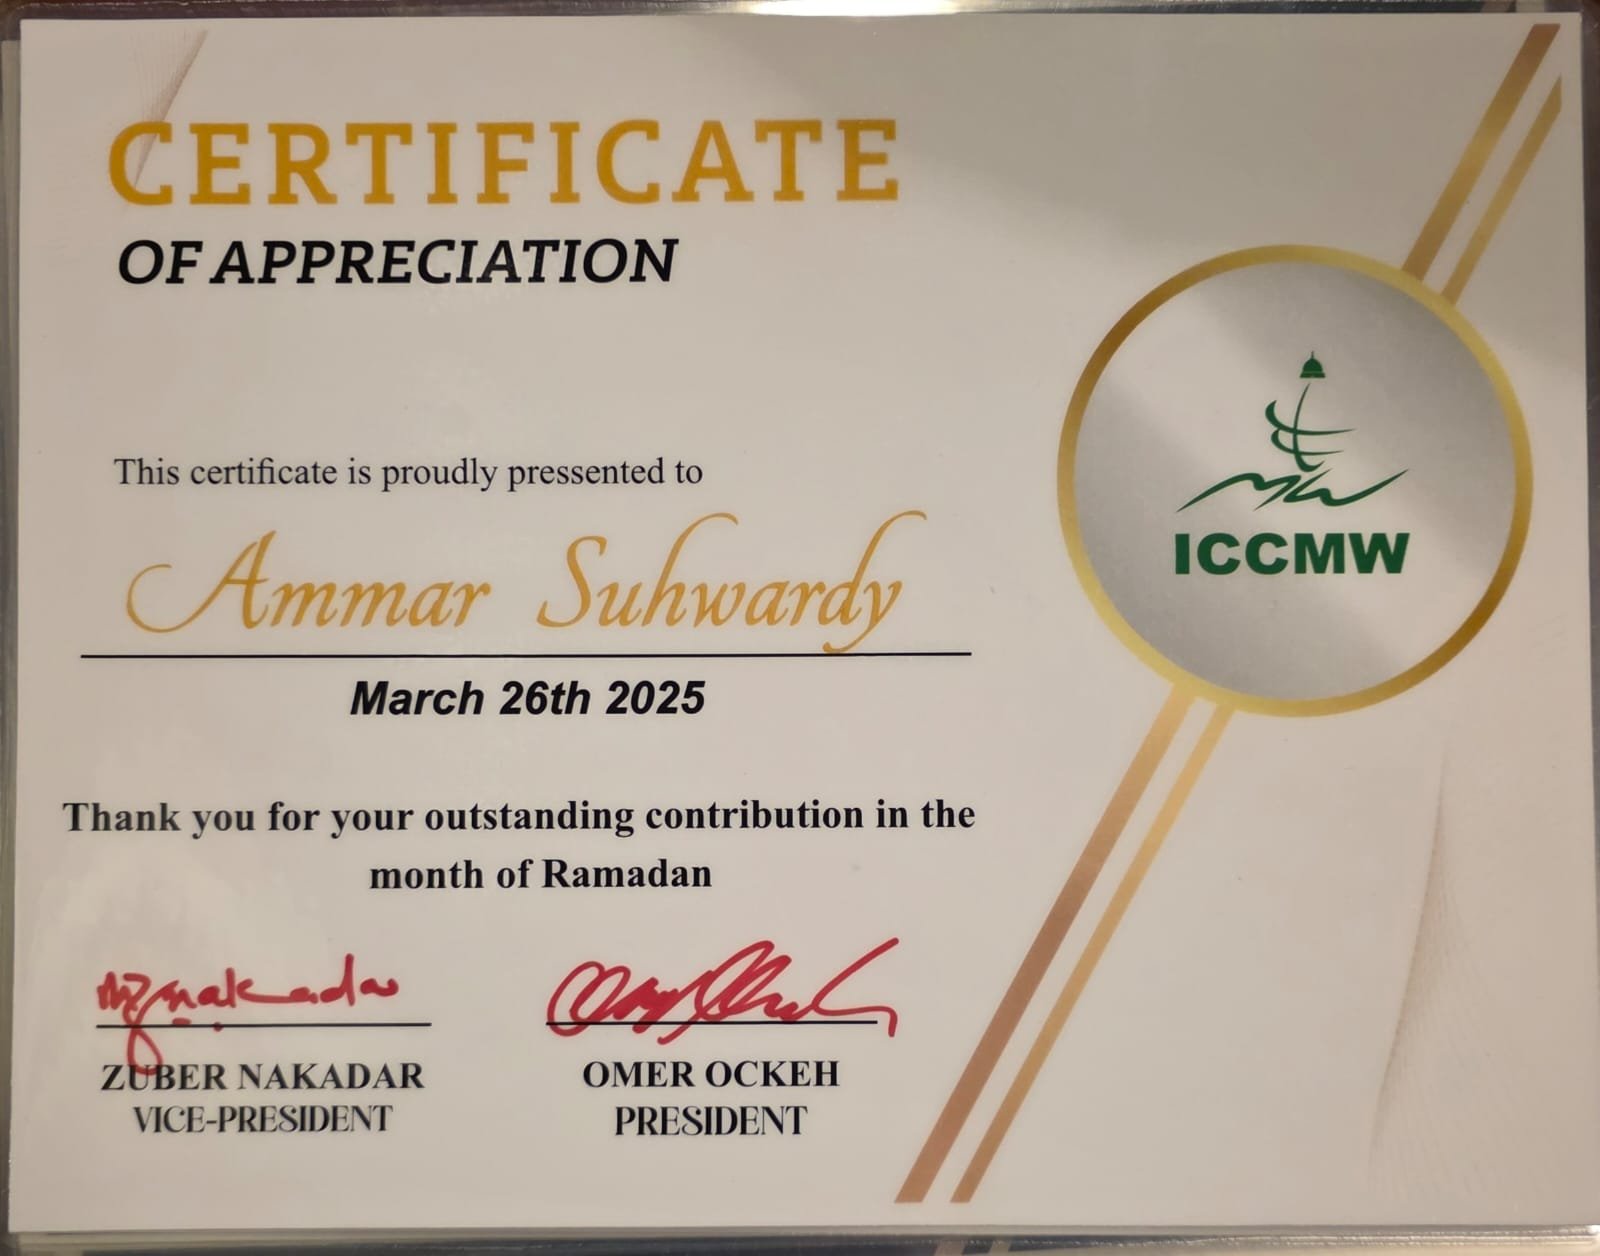 CERTIFICATE
OF APPRECIATION
This certificate is proudly pressented to
Ammar Suhwardy
March 26th 2025
Thank you for your outstanding contribution in the
month of Ramadan
ZUBER NAKADAR
VICE-PRESIDENT
OMER OCKEH
PRESIDENT
ICCMW